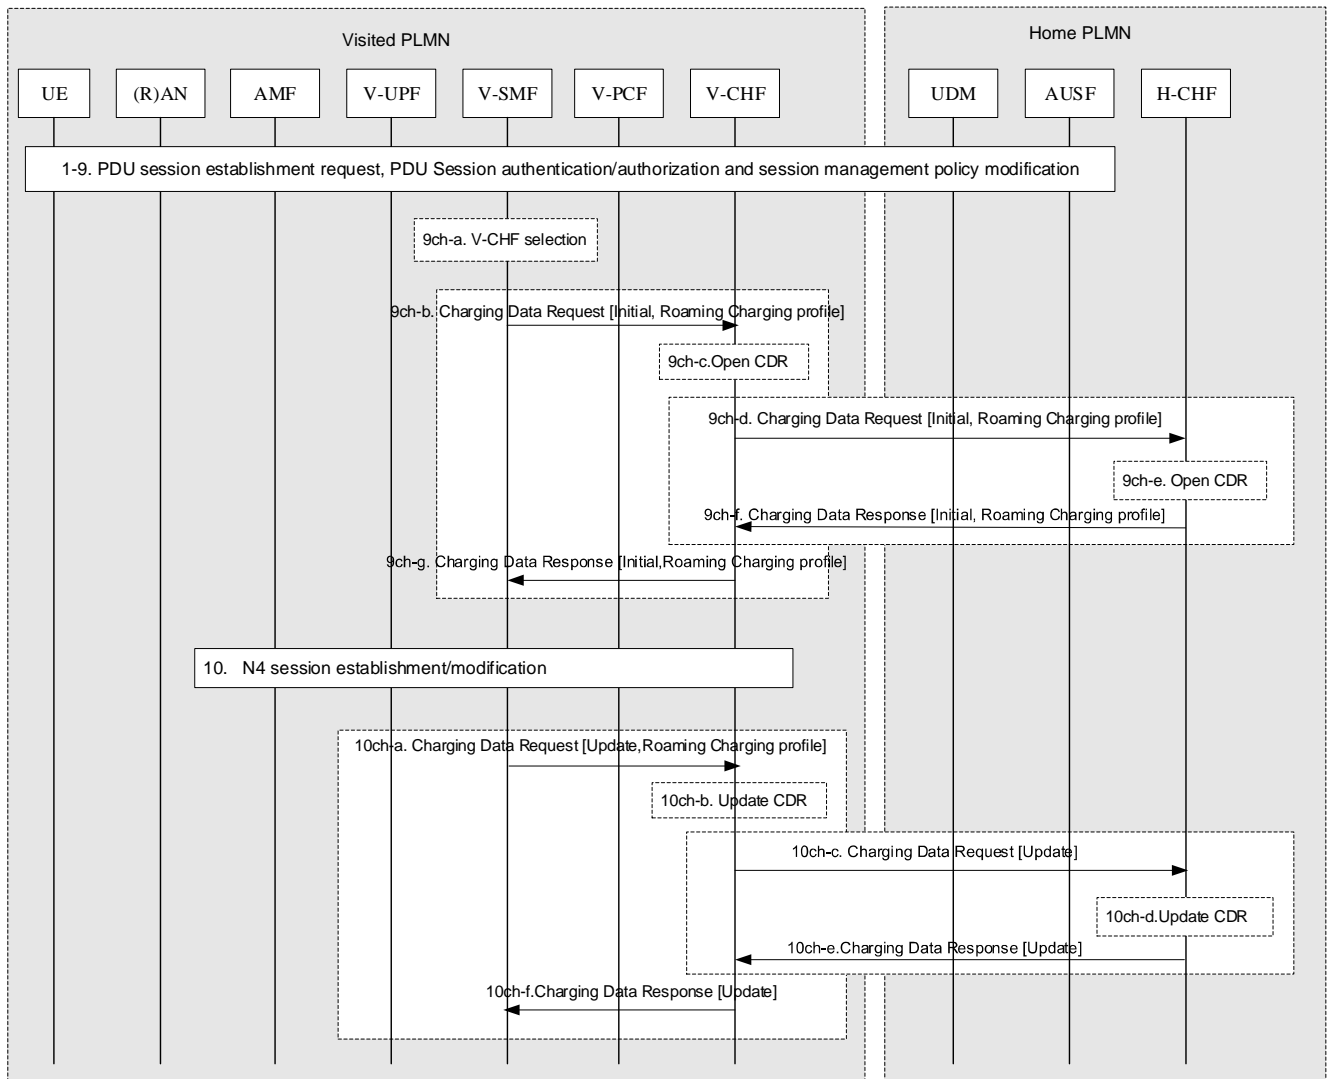 Visited PLMN
Home PLMN
UE
(R)AN
AMF
V-UPF
V-SMF
V-PCF
V-CHF
UDM
AUSF
H-CHF
1-9. PDU session establishment request, PDU Session authentication/authorization and session management policy modification
9ch-a. V-CHF selection
9ch-b. Charging Data Request [Initial, Roaming Charging profile]
9ch-c.Open CDR
9ch-d. Charging Data Request [Initial, Roaming Charging profile]
9ch-e. Open CDR
9ch-f. Charging Data Response [Initial, Roaming Charging profile]
9ch-g. Charging Data Response [Initial,Roaming Charging profile]
10. N4 session establishment/modification
10ch-a. Charging Data Request [Update,Roaming Charging profile]
10ch-b. Update CDR
10ch-c. Charging Data Request [Update]
10ch-d.Update CDR
10ch-e.Charging Data Response [Update]
10ch-f.Charging Data Response [Update]